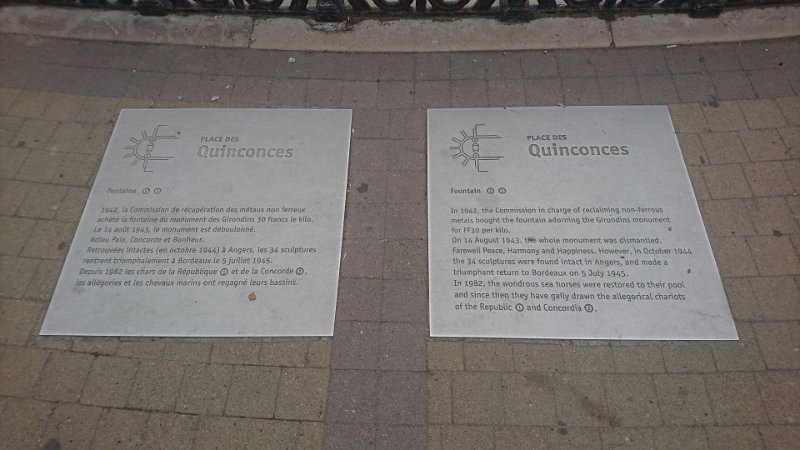 PLACE DES
Quinconces
Fontaine ① ②
1942, la Commission de récupération des métaux non ferreux
achète la fontaine du monument des Girondins 30 francs le kilo.
Le 14 août 1943, le monument est déboulonné.
Adieu Paix, Concorde et Bonheur.
Retrouvées intactes (en octobre 1944) à Angers, les 34 sculptures
rentrent triomphalement à Bordeaux le 5 juillet 1945.
Depuis 1982 les chars de la République ① et de la Concorde ②,
les allégories et les chevaux marins ont regagné leurs bassins.
PLACE DES
Quinconces
Fountain ① ②
In 1942, the Commission in charge of reclaiming non-ferrous
metals bought the fountain adorning the Girondins monument
for FF30 per kilo.
On 14 August 1943, the whole monument was dismantled.
Farewell Peace, Harmony and Happiness. However, in October 1944
the 34 sculptures were found intact in Angers, and made a
triumphant return to Bordeaux on 5 July 1945.
In 1982, the wondrous sea horses were restored to their pool
and since then they have gaily drawn the allegorical chariots
of the Republic ① and Concordia ②.